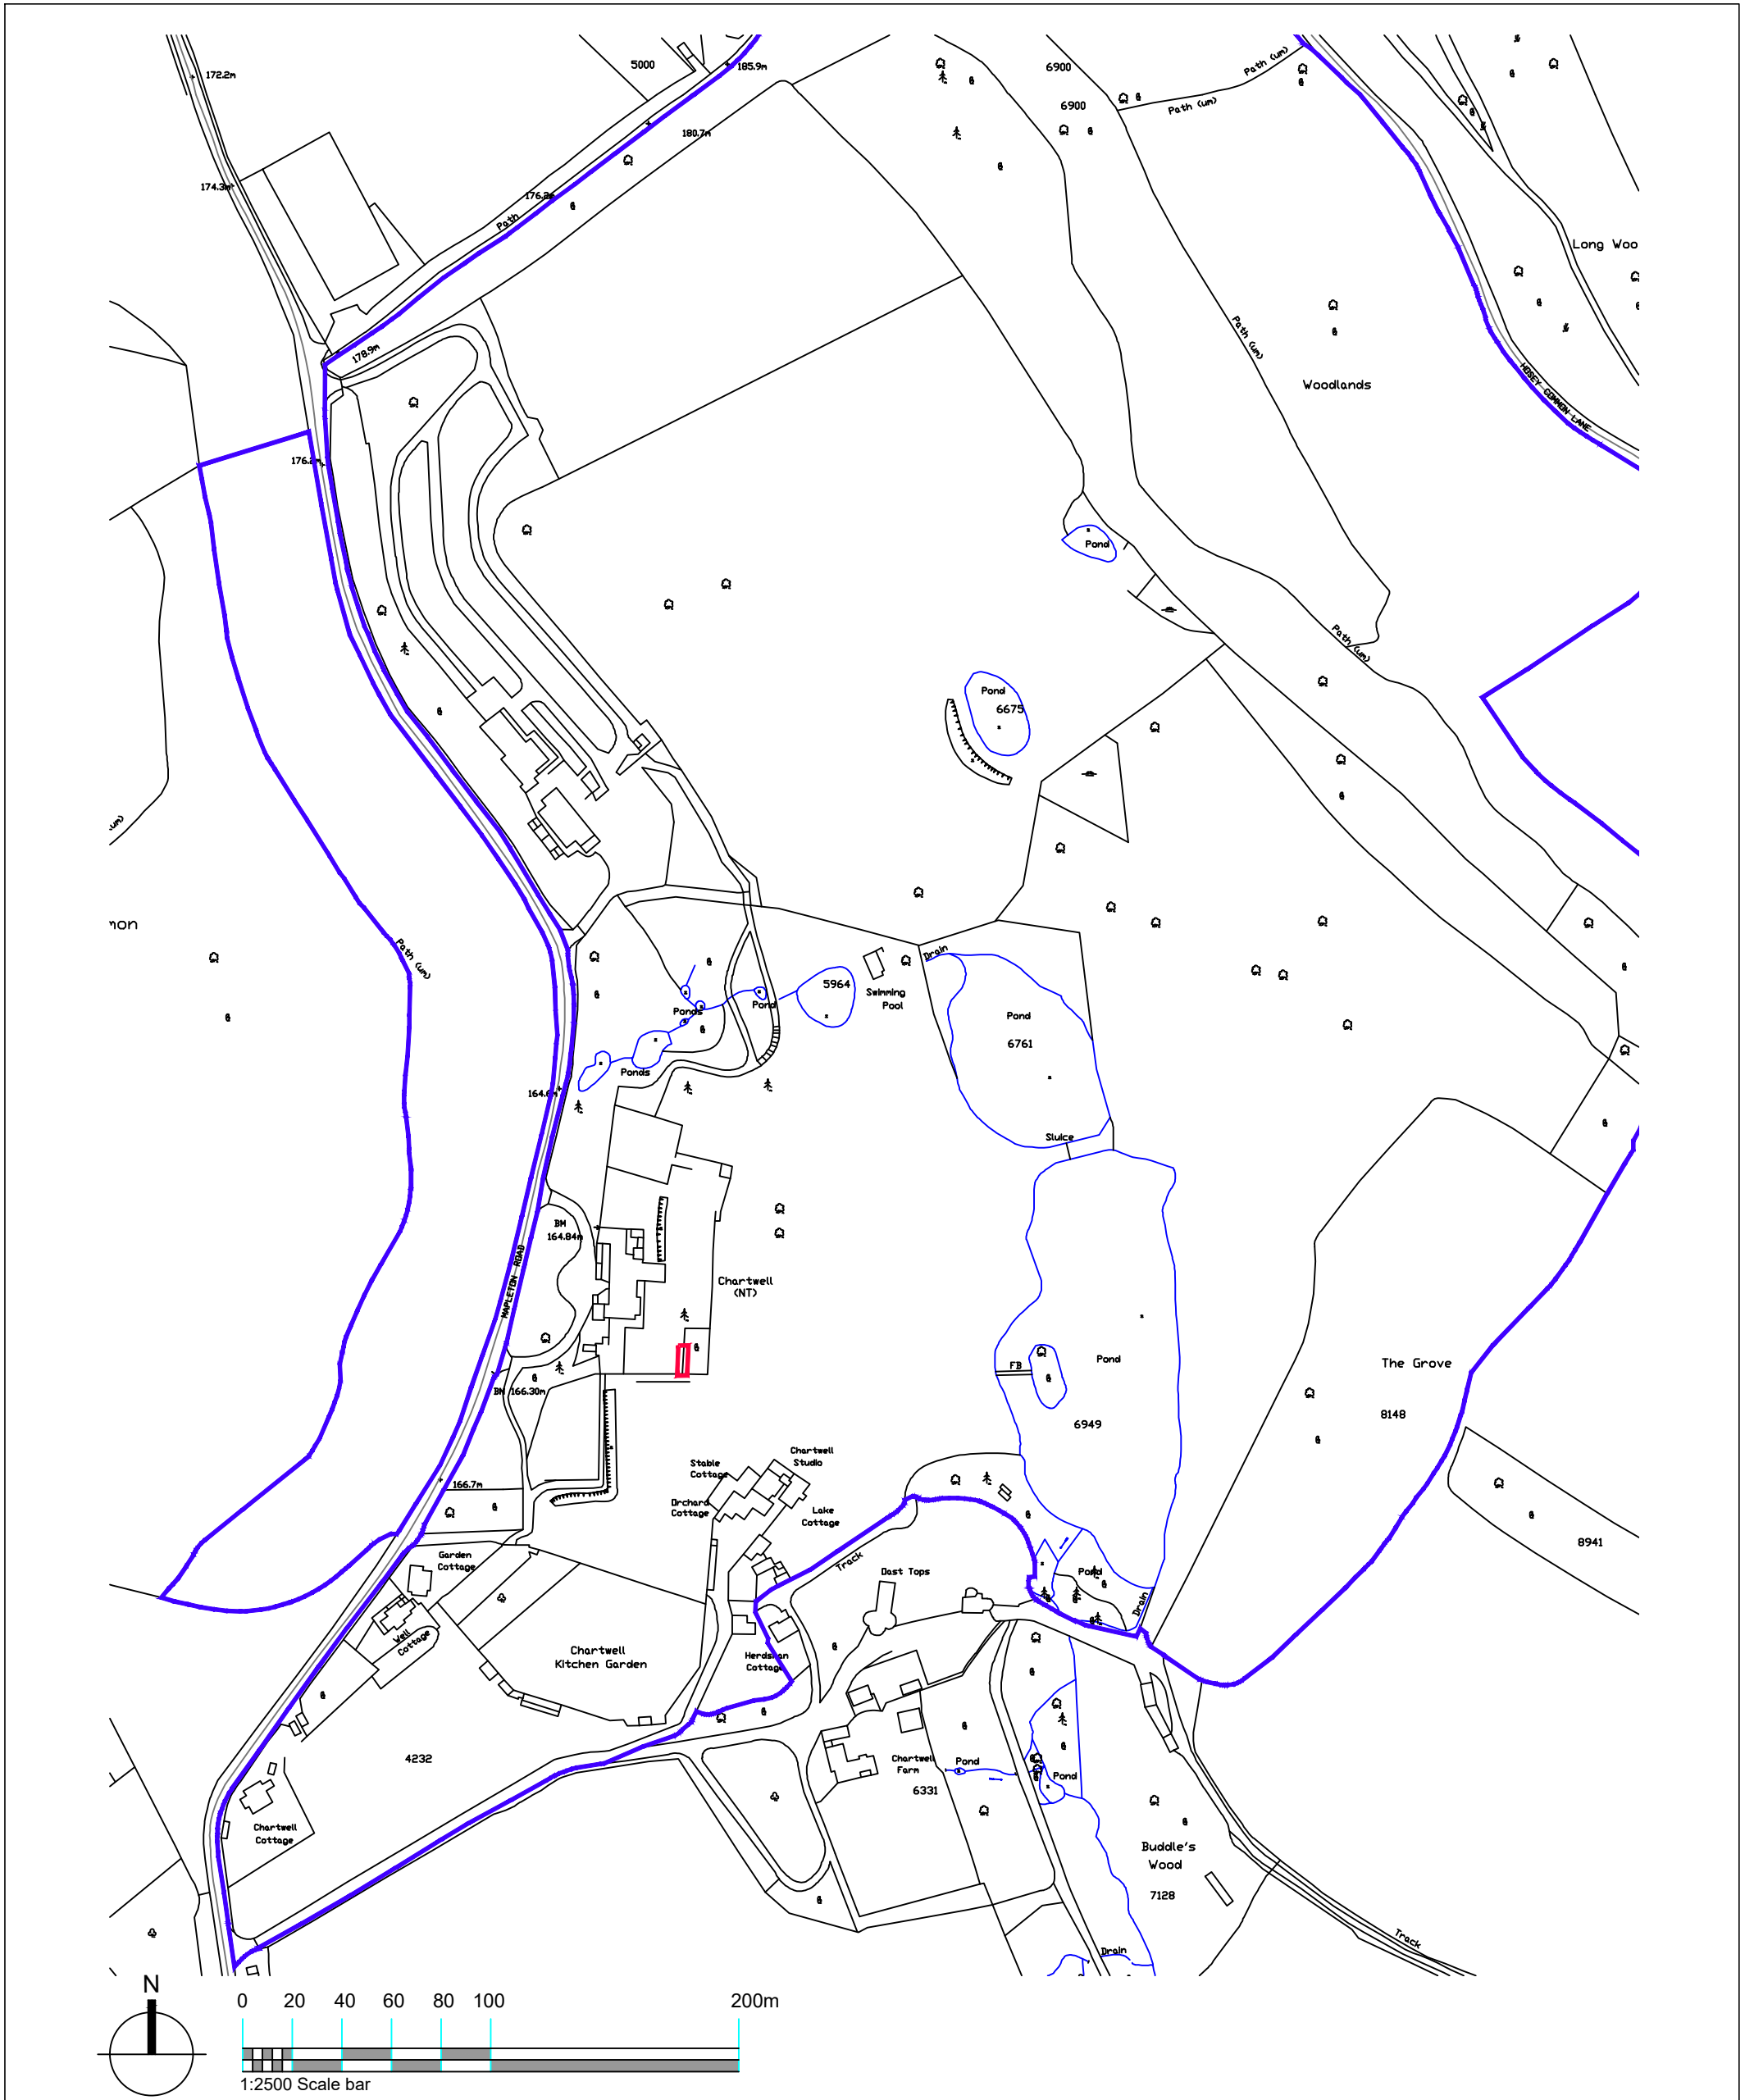 172.2m
5000
185.9m
6900
Path (um)
6900
Path (um)
180.7m
174.3m
176.2m
Path
Long Woo
Path (um)
178.9m
Woodlands
HOSEY COMMON LANE
Pond
Path (um)
Pond
6675
Path (um)
Drain
5964
Swimming
Pool
Ponds
Pond
Pond
6761
Ponds
164.6m
Sluice
BM
164.84m
MAPLETON ROAD
Chartwell
(NT)
Pond
FB
The Grove
BM 166.30m
6949
8148
166.7m
Stable
Cottage
Chartwell
Studio
Orchard
Cottage
Lake
Cottage
8941
Garden
Cottage
Track
Oast Tops
Pond
Drain
Well
Cottage
Chartwell
Kitchen Garden
Herdsman
Cottage
4232
Chartwell
Farm
6331
Pond
Pond
Chartwell
Cottage
Buddle's
Wood
7128
Track
Drain
N
0 20 40 60 80 100 200m
1:2500 Scale bar